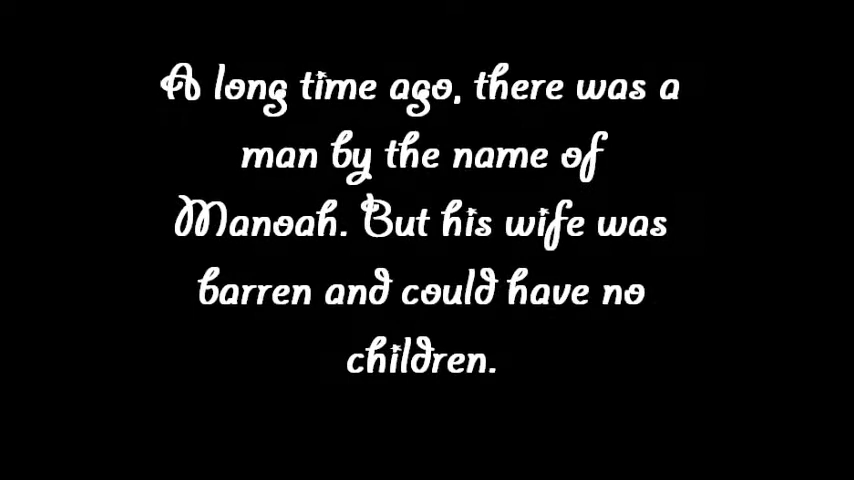 A long time ago, there was a
man by the name of
Manoah. But his wife was
barren and could have no
children.